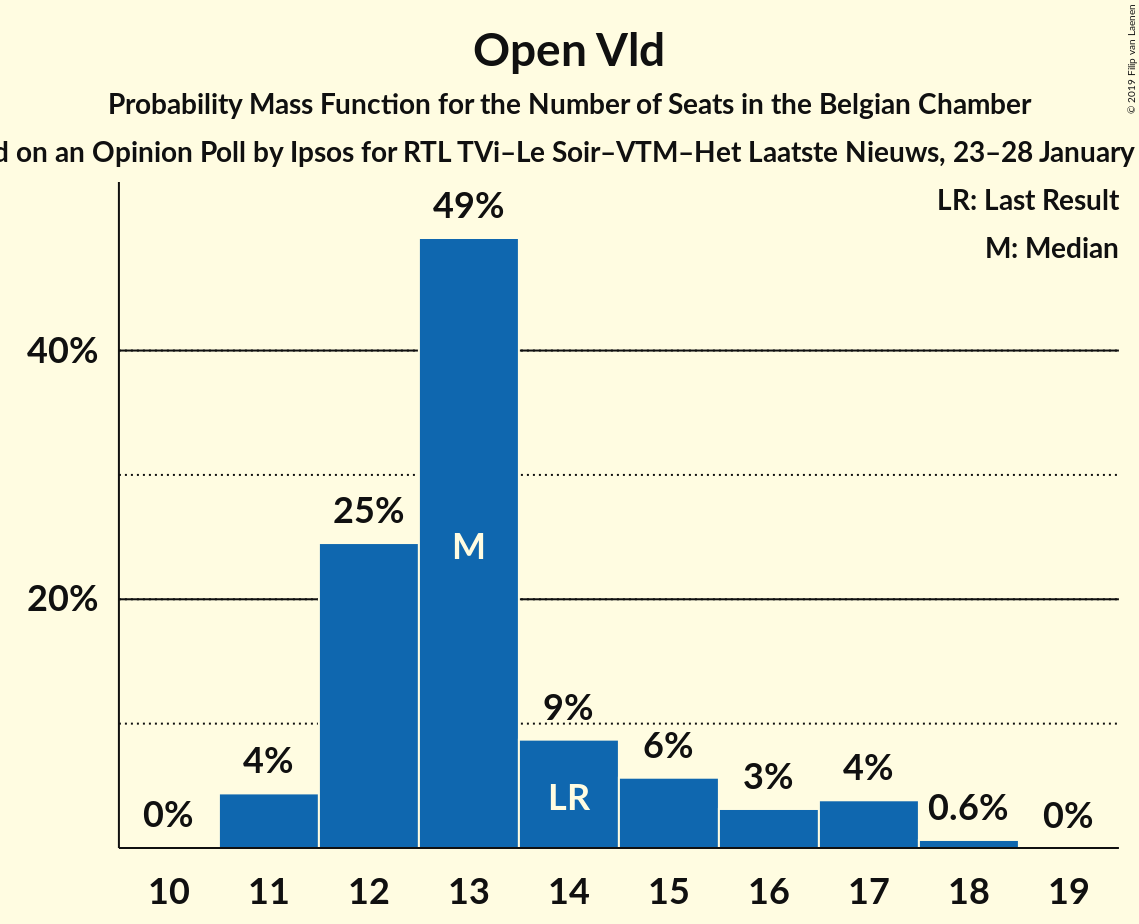 Open Vld
Probability Mass Function for the Number of Seats in the Belgian Chamber
on an Opinion Poll by Ipsos for RTL TVi–Le Soir–VTM–Het Laatste Nieuws, 23–28 January
© 2019 Filip van Laenen
LR: Last Result
M: Median
49%
40%
25%
M
20%
9%
6%
4%
3%
4%
LR
0%
0.6%
0%
10 11 12 13 14 15 16 17 18 19